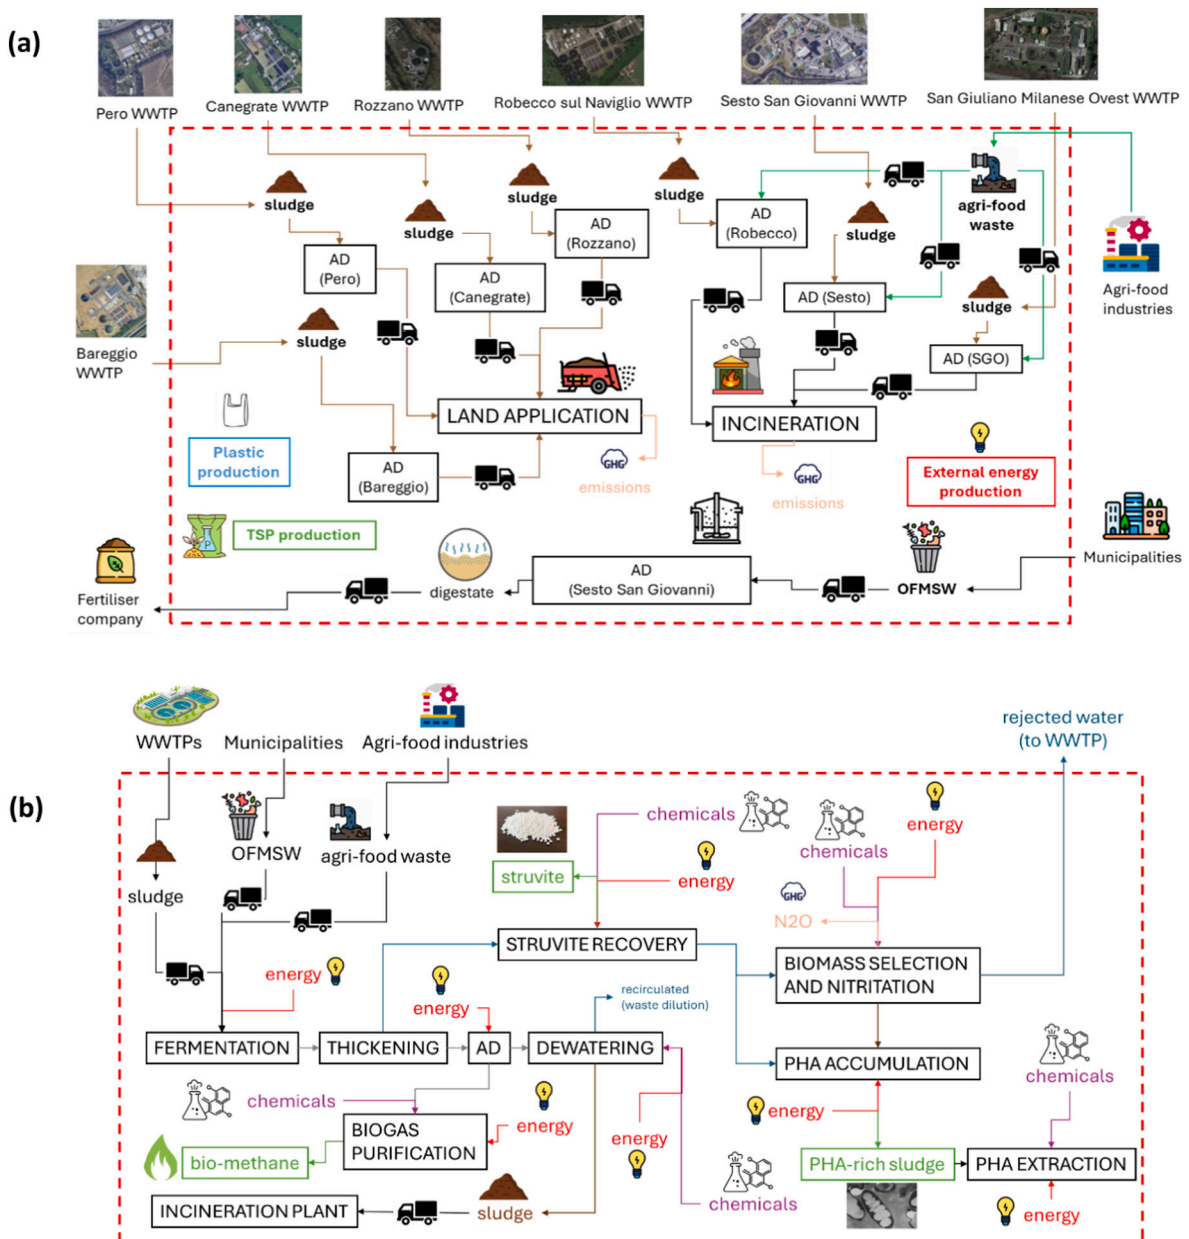 (a)
Pero WWTP
Canegrate WWTP
Rozzano WWTP
Robecco sul Naviglio WWTP
Sesto San Giovanni WWTP
San Giuliano Milanese Ovest WWTP
sludge
sludge
sludge
sludge
sludge
agri-food
waste
AD
(Pero)
AD
(Canegrate)
AD
(Rozzano)
AD
(Robecco)
AD (Sesto)
sludge
AD (SGO)
Agri-food
industries
Bareggio
WWTP
sludge
LAND APPLICATION
INCINERATION
Plastic
production
AD
(Bareggio)
GHG
emissions
GHG
emissions
External energy
production
TSP production
Municipalities
Fertiliser
company
digestate
AD
(Sesto San Giovanni)
OFMSW
(b)
WWTPs
Municipalities
Agri-food industries
rejected water
(to WWTP)
OFMSW
agri-food waste
sludge
chemicals
struvite
energy
chemicals
energy
GHG
N2O
STRUVITE RECOVERY
BIOMASS SELECTION
AND NITRITATION
energy
energy
recirculated
(waste dilution)
FERMENTATION
THICKENING
AD
DEWATERING
PHA ACCUMULATION
chemicals
chemicals
energy
BIOGAS
PURIFICATION
energy
energy
bio-methane
PHA-rich sludge
PHA EXTRACTION
chemicals
INCINERATION PLANT
sludge
energy